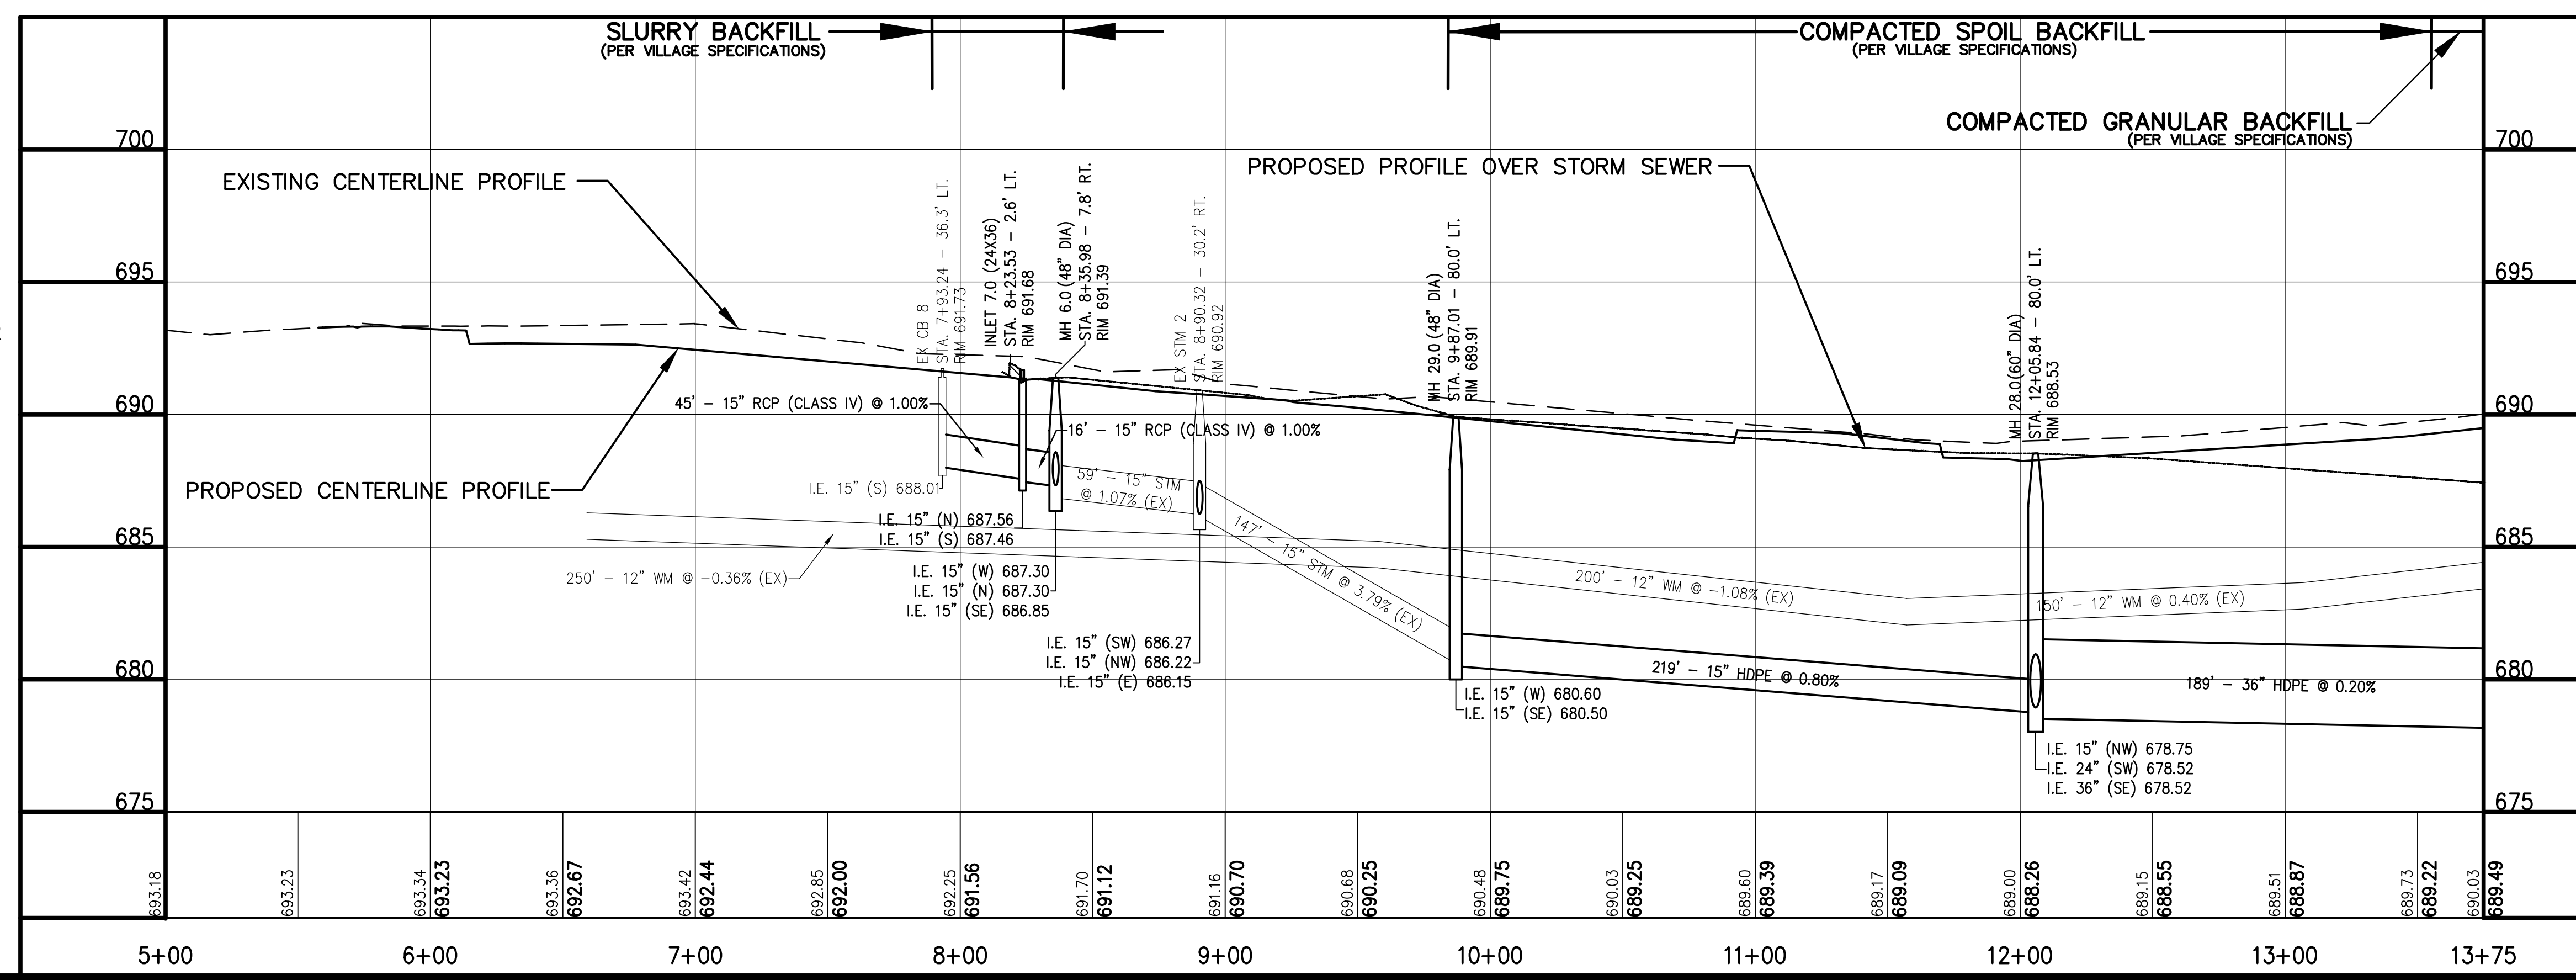 SLURRY BACKFILL
(PER VILLAGE SPECIFICATIONS)
COMPACTED SPOIL BACKFILL
(PER VILLAGE SPECIFICATIONS)
COMPACTED GRANULAR BACKFILL
(PER VILLAGE SPECIFICATIONS)
700
700
PROPOSED PROFILE OVER STORM SEWER
EXISTING CENTERLINE PROFILE
695
695
EX CB 8
STA. 7+93.24 - 36.3' LT.
RIM 691.73
INLET 7.0 (24X36)
STA. 8+23.53 - 2.6' LT.
RIM 691.68
MH 6.0 (48" DIA)
STA. 8+35.98 - 7.8' RT.
RIM 691.39
EX STM 2
STA. 8+90.32 - 30.2' RT.
RIM 690.92
MH 29.0 (48" DIA)
STA. 9+87.01 - 80.0' LT.
RIM 689.91
MH 28.0 (60" DIA)
STA. 12+05.84 - 80.0' LT.
RIM 688.53
690
690
45' - 15" RCP (CLASS IV) @ 1.00%
16' - 15" RCP (CLASS IV) @ 1.00%
PROPOSED CENTERLINE PROFILE
I.E. 15" (S) 688.01
59' - 15" STM
@ 1.07% (EX)
I.E. 15" (N) 687.56
I.E. 15" (S) 687.46
147' - 15" STM @ 3.79% (EX)
685
685
250' - 12" WM @ -0.36% (EX)
I.E. 15" (W) 687.30
I.E. 15" (N) 687.30
I.E. 15" (SE) 686.85
200' - 12" WM @ -1.08% (EX)
150' - 12" WM @ 0.40% (EX)
I.E. 15" (SW) 686.27
I.E. 15" (NW) 686.22
I.E. 15" (E) 686.15
680
680
219' - 15" HDPE @ 0.80%
189' - 36" HDPE @ 0.20%
I.E. 15" (W) 680.60
I.E. 15" (SE) 680.50
I.E. 15" (NW) 678.75
I.E. 24" (SW) 678.52
I.E. 36" (SE) 678.52
675
675
693.18
693.23
693.34
693.23
693.36
692.67
693.42
692.44
692.85
692.00
692.25
691.56
691.70
691.12
691.16
690.70
690.68
690.25
690.48
689.75
690.03
689.25
689.60
689.39
689.17
689.09
689.00
688.26
689.15
688.55
689.51
688.87
689.73
689.22
690.03
689.49
5+00 6+00 7+00 8+00 9+00 10+00 11+00 12+00 13+00 13+75